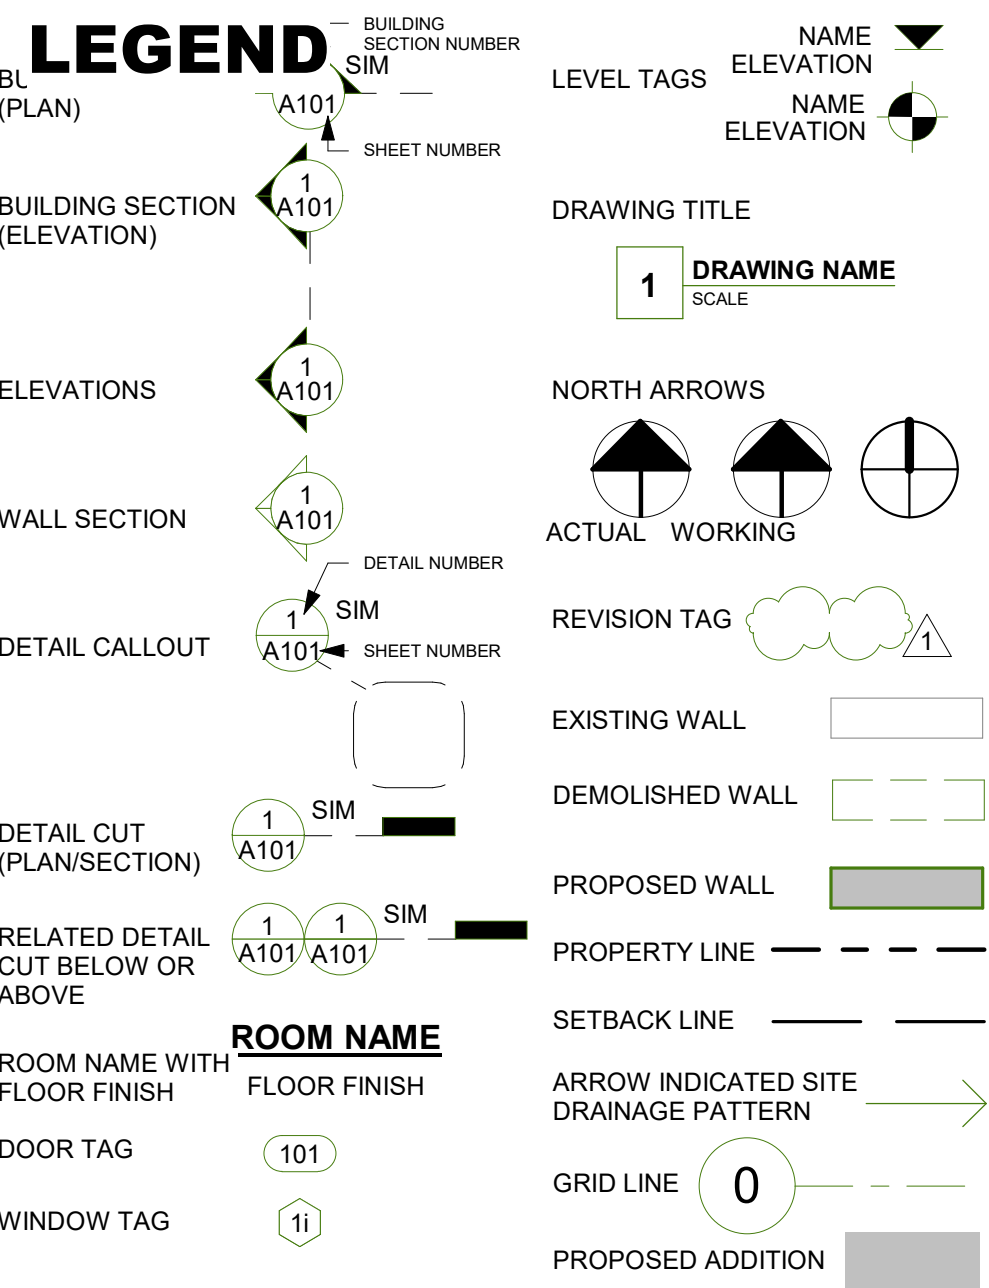 LEGEND
BUILDING
SECTION NUMBER
SIM
(PLAN)
A101
SHEET NUMBER
BUILDING SECTION
(ELEVATION)
1
A101
ELEVATIONS
1
A101
WALL SECTION
1
A101
DETAIL NUMBER
DETAIL CALLOUT
1
A101
SIM
SHEET NUMBER
DETAIL CUT
(PLAN/SECTION)
1
A101
SIM
RELATED DETAIL
CUT BELOW OR
ABOVE
1
A101
1
A101
SIM
ROOM NAME WITH
FLOOR FINISH
ROOM NAME
FLOOR FINISH
DOOR TAG
101
WINDOW TAG
1i
LEVEL TAGS
NAME
ELEVATION
NAME
ELEVATION
DRAWING TITLE
1
DRAWING NAME
SCALE
NORTH ARROWS
ACTUAL WORKING
REVISION TAG
1
EXISTING WALL
DEMOLISHED WALL
PROPOSED WALL
PROPERTY LINE
SETBACK LINE
ARROW INDICATED SITE
DRAINAGE PATTERN
GRID LINE
0
PROPOSED ADDITION